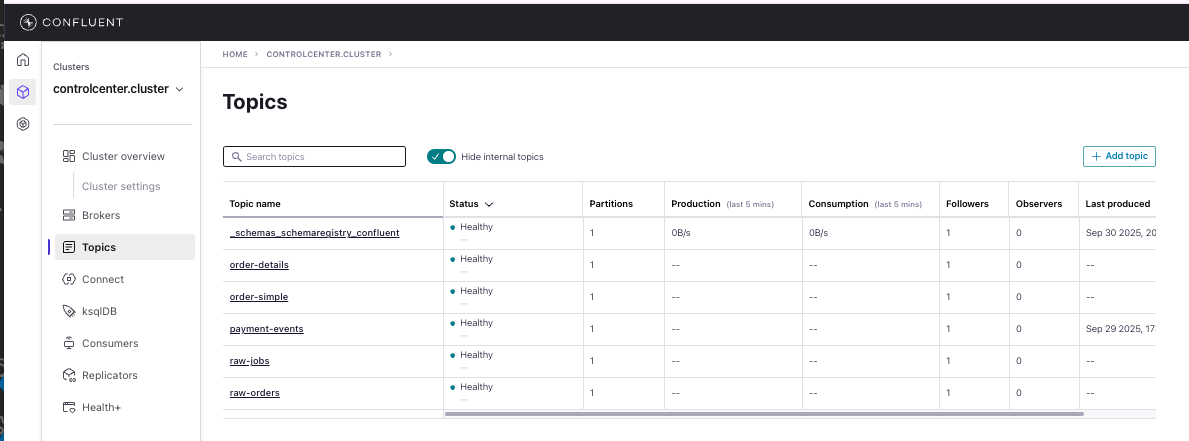 CONFLUENT
HOME > CONTROLCENTER.CLUSTER >
Clusters
controlcenter.cluster
Cluster overview
Cluster settings
Brokers
Topics
Connect
ksqlDB
Consumers
Replicators
Health+
Topics
Search topics
Hide internal topics
+ Add topic
Topic name Status Partitions Production (last 5 mins) Consumption (last 5 mins) Followers Observers Last produced
_schemas_schemaregistry_confluent Healthy 1 0B/s 0B/s 1 0 Sep 30 2025, 20
--
order-details Healthy 1 -- -- 1 0 --
--
order-simple Healthy 1 -- -- 1 0 --
--
payment-events Healthy 1 -- -- 1 0 Sep 29 2025, 17:
--
raw-jobs Healthy 1 -- -- 1 0 --
--
raw-orders Healthy 1 -- -- 1 0 --
--